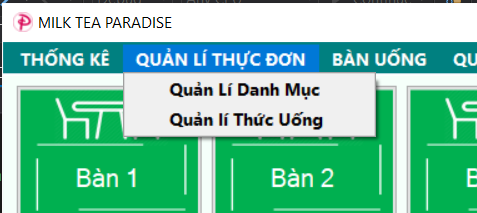 MILK TEA PARADISE
THỐNG KÊ QUẢN LÍ THỰC ĐƠN BÀN UỐNG
Quản Lí Danh Mục
Quản lí Thức Uống
Bàn 1 Bàn 2